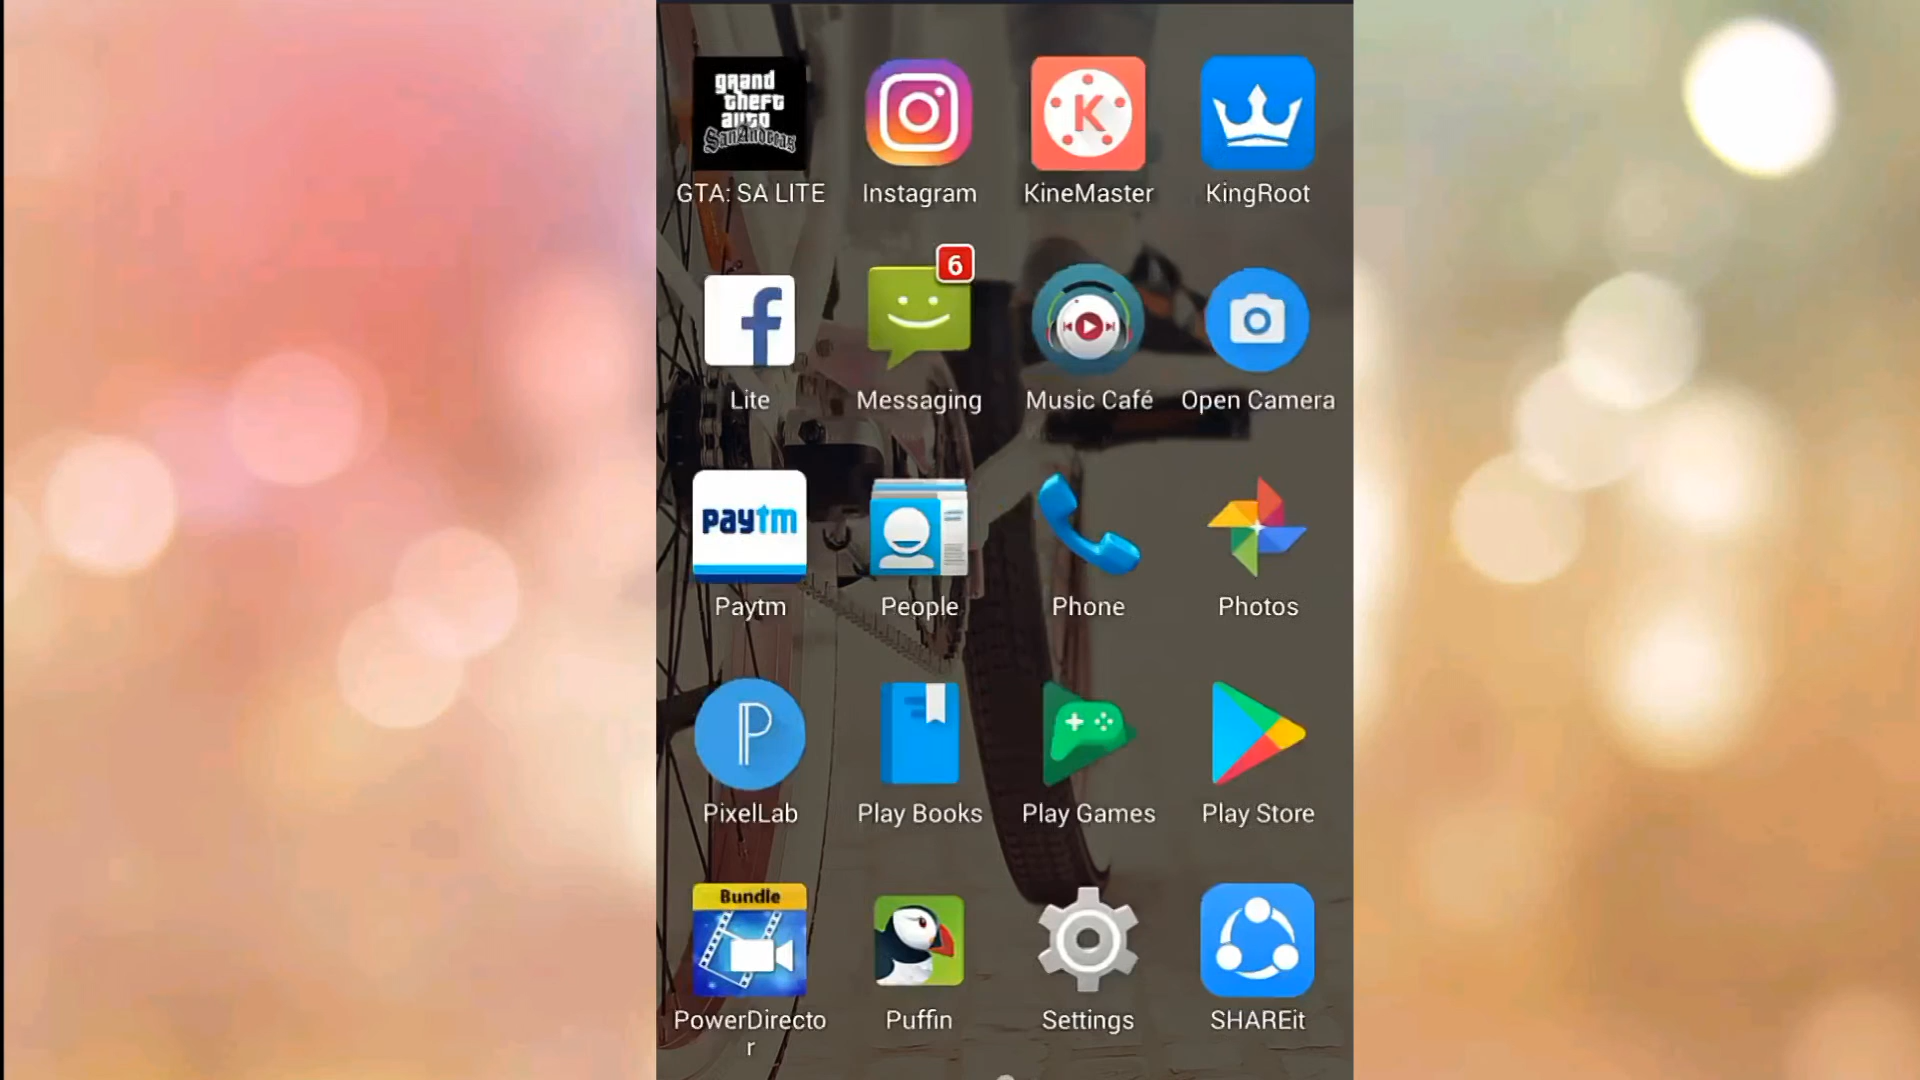 grand
theft
auto
San Andreas
GTA: SA LITE
Instagram
K
KineMaster
KingRoot
f
Lite
6
Messaging
Music Café
Open Camera
paytm
Paytm
People
Phone
Photos
P
PixelLab
Play Books
Play Games
Play Store
Bundle
PowerDirecto
r
Puffin
Settings
SHAREit